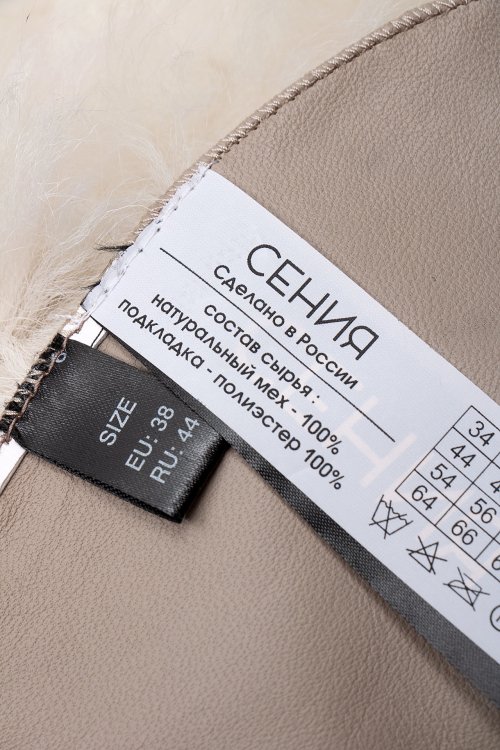 СЕНИЯ
Сделано в России
состав сырья :
натуральный мех - 100%
подкладка - полиэстер 100%
34
44
54 56
64 66
SIZE
EU: 38
RU: 44